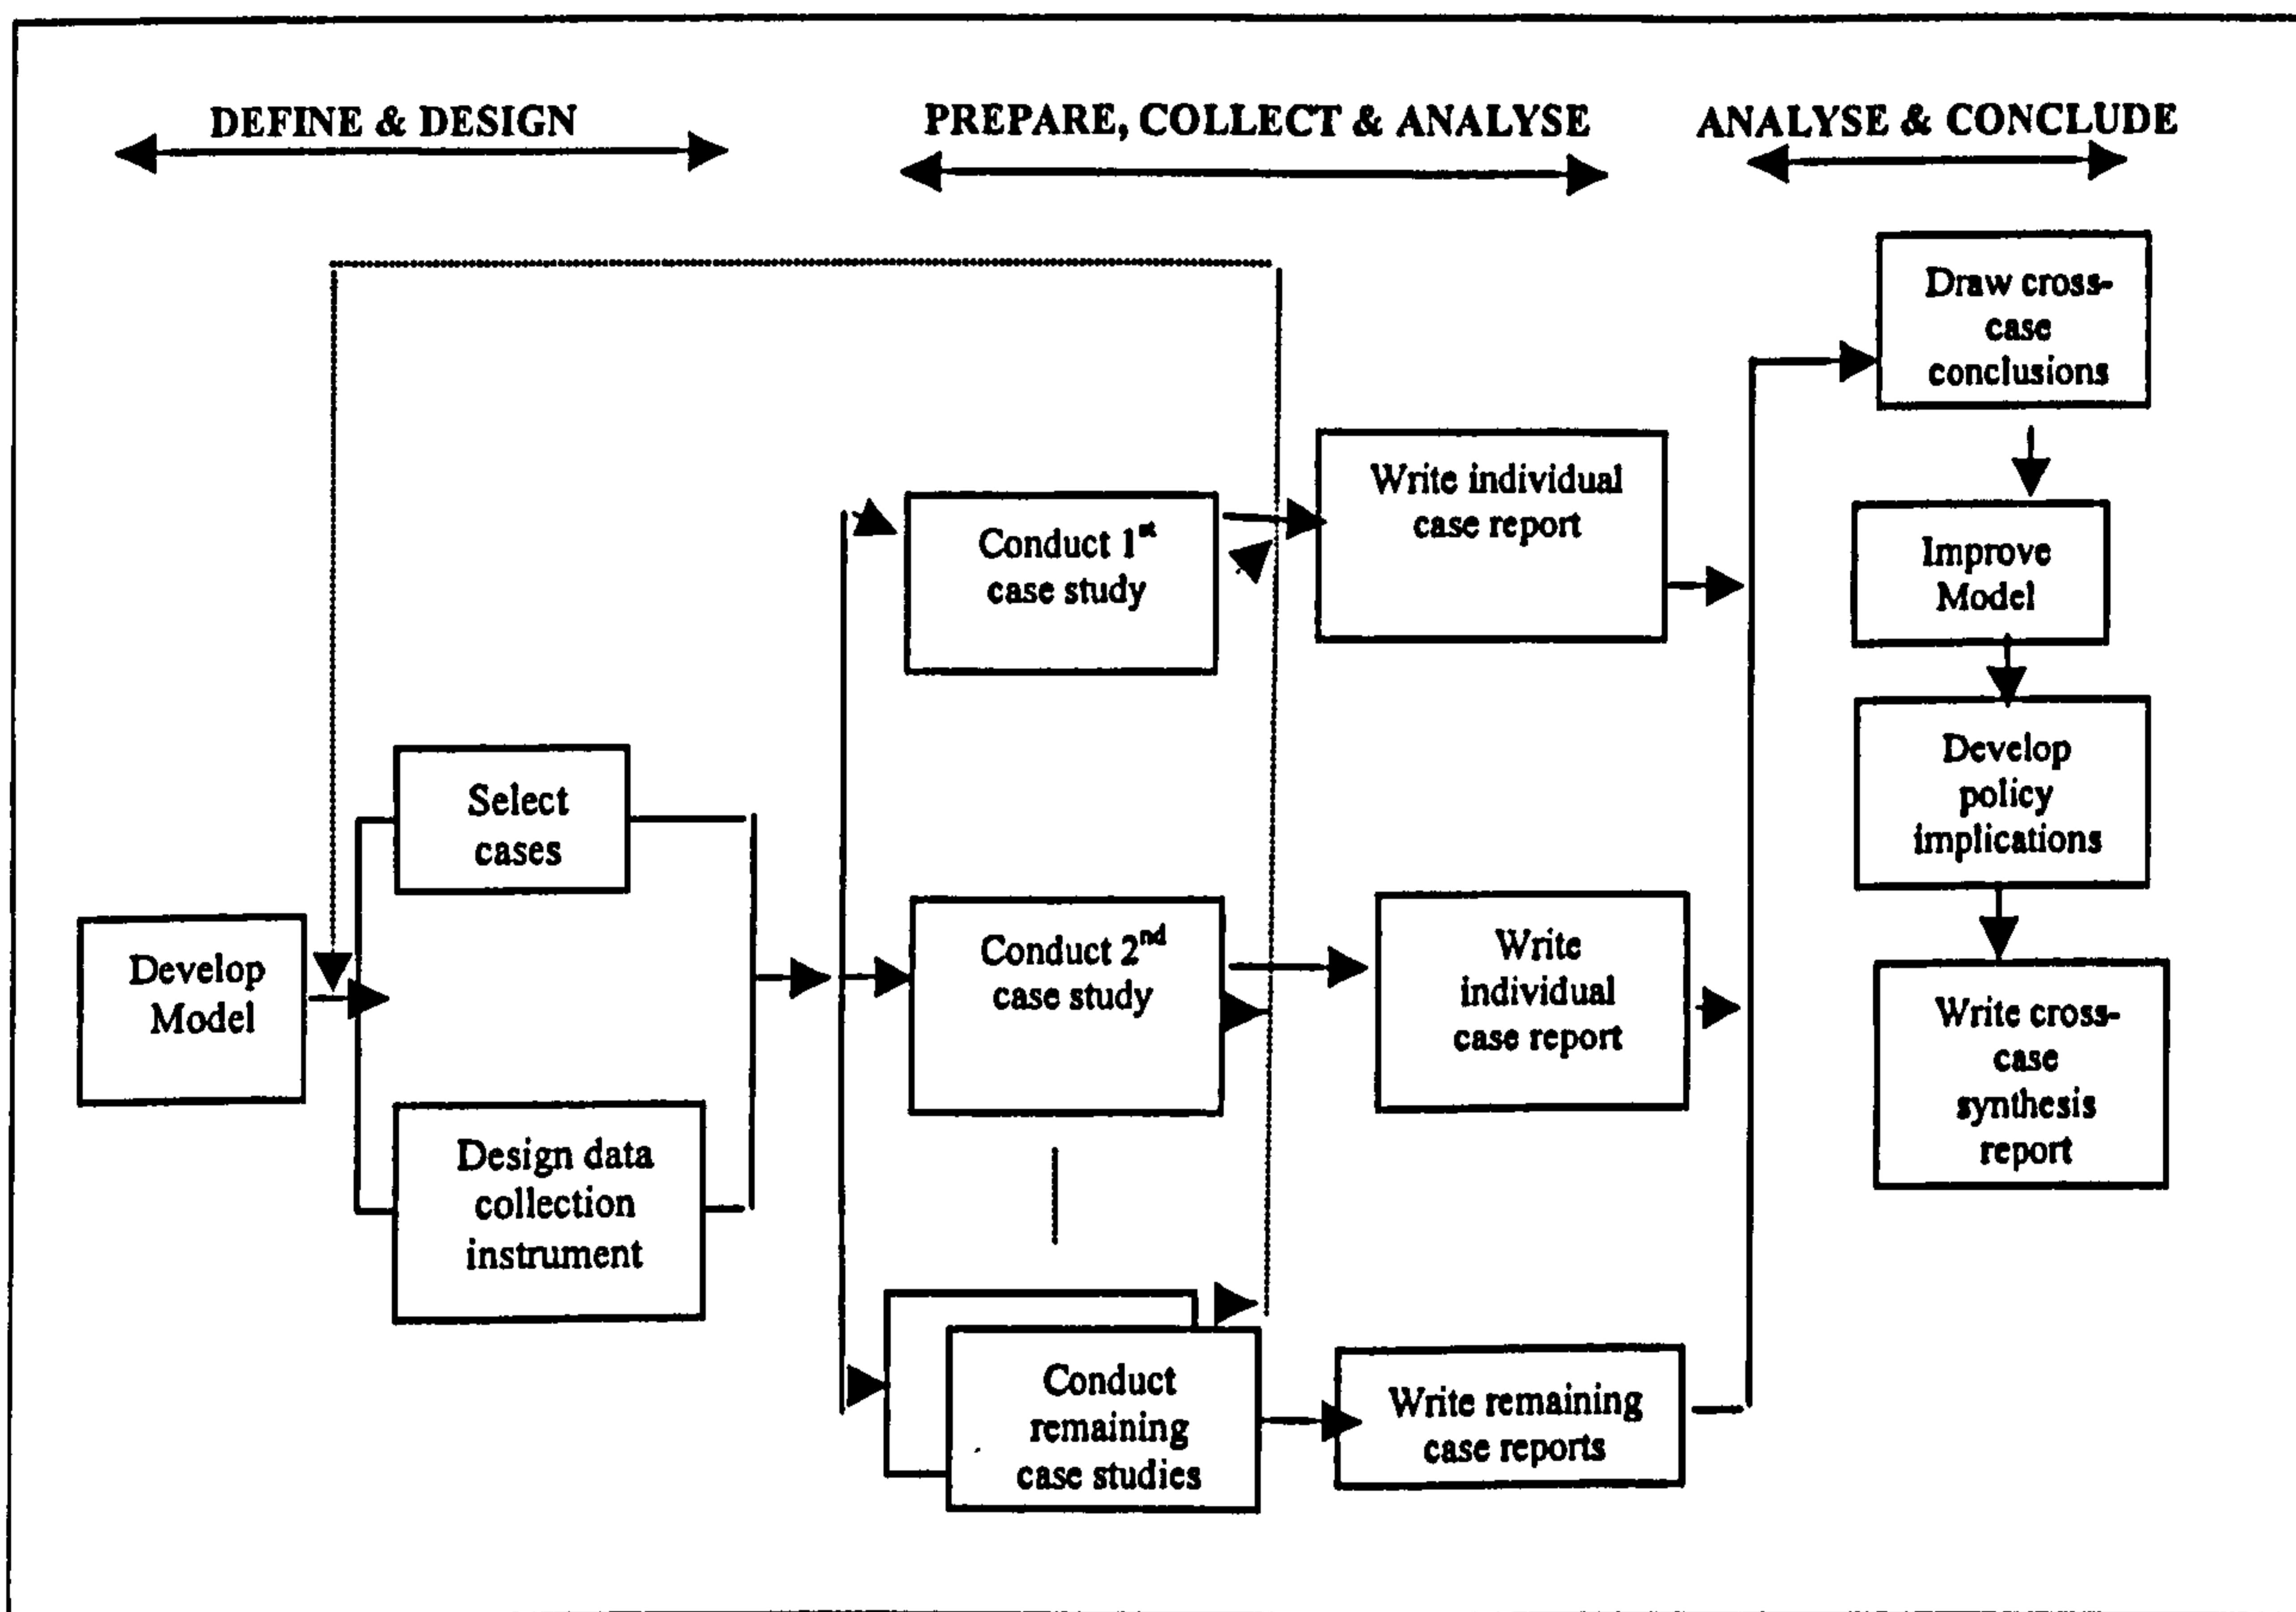 DEFINE & DESIGN
PREPARE, COLLECT & ANALYSE
ANALYSE & CONCLUDE
Develop
Model
Select
cases
Design data
collection
instrument
Conduct 1st
case study
Conduct 2nd
case study
Conduct
remaining
case studies
Write individual
case report
Write
individual
case report
Write remaining
case reports
Draw cross-
case
conclusions
Improve
Model
Develop
policy
implications
Write cross-
case
synthesis
report